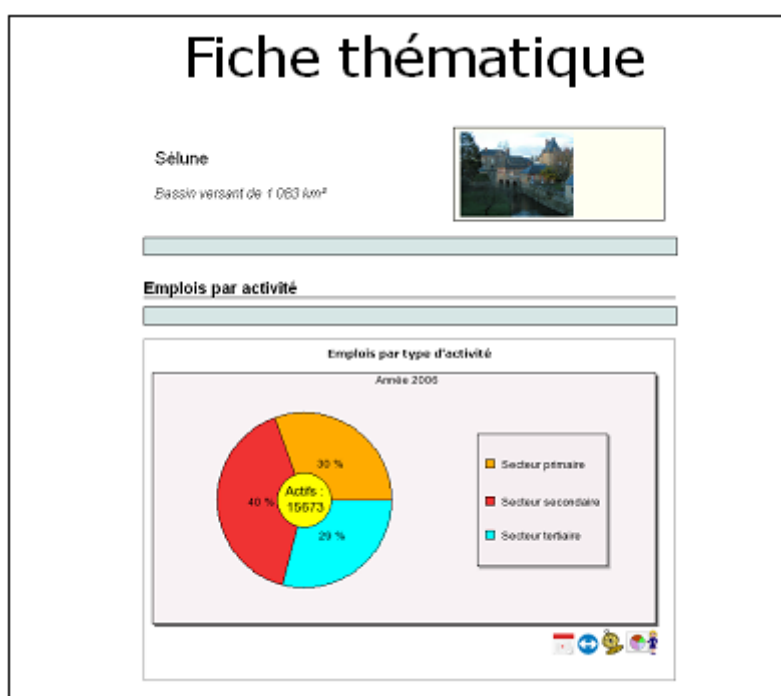 Fiche thématique
Sélune
Bassin versant de 1 083 km²
Emplois par activité
Emplois par type d'activité
Année 2006
30 %
40 %
Actifs :
15673
29 %
Secteur primaire
Secteur secondaire
Secteur tertiaire